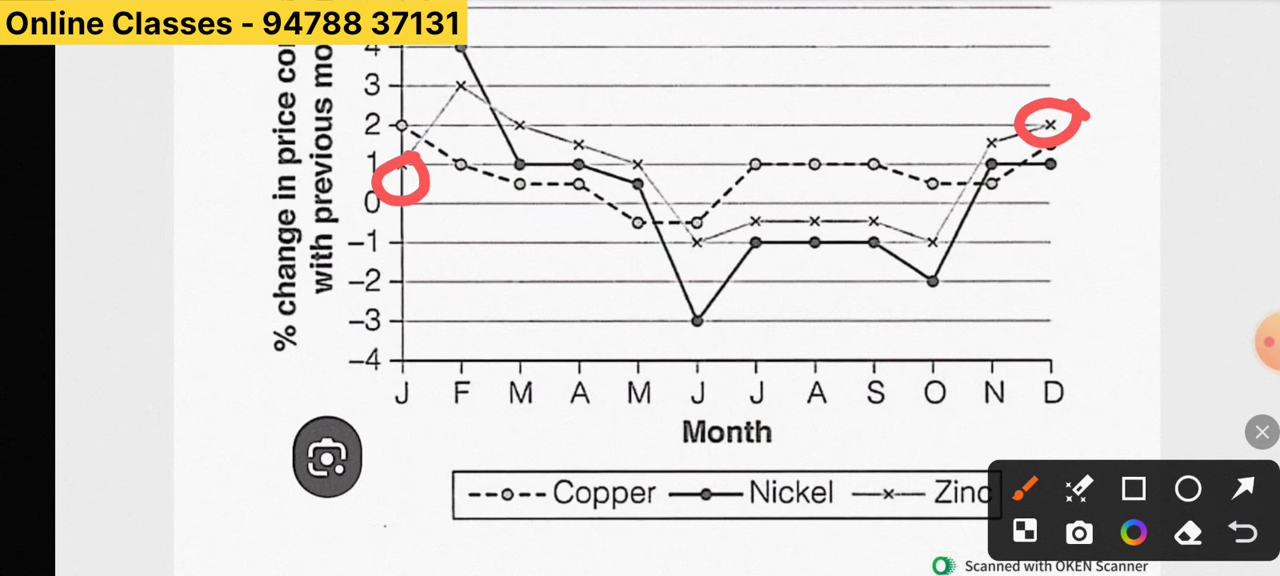 Online Classes - 94788 37131
% change in price co
with previous mo
4
3
2
1
0
−1
−2
−3
−4
J F M A M J J A S O N D
Month
Copper Nickel Zinc
Scanned with OKEN Scanner